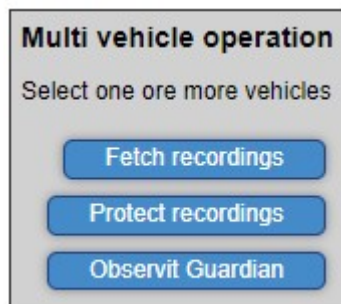 Multi vehicle operation
Select one ore more vehicles
Fetch recordings
Protect recordings
Observit Guardian